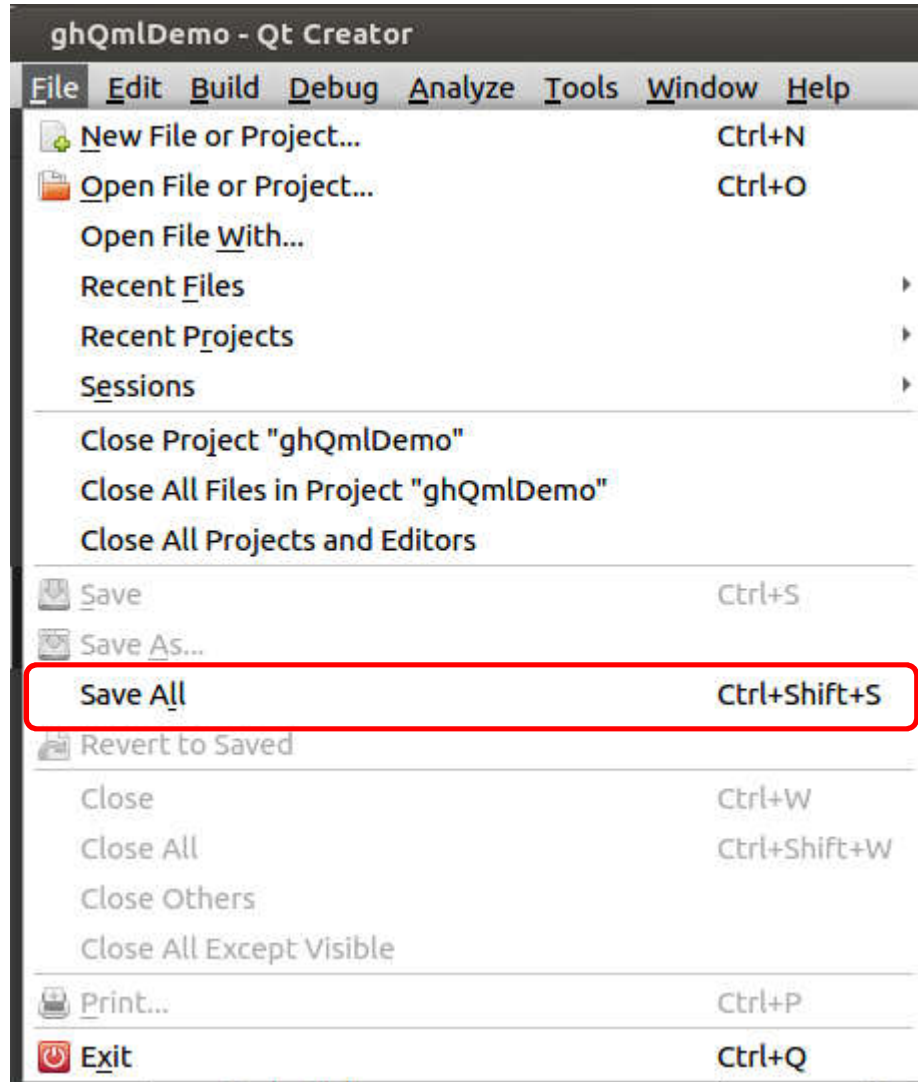 ghQmlDemo - Qt Creator
File Edit Build Debug Analyze Tools Window Help
New File or Project... Ctrl+N
Open File or Project... Ctrl+O
Open File With...
Recent Files
Recent Projects
Sessions
Close Project "ghQmlDemo"
Close All Files in Project "ghQmlDemo"
Close All Projects and Editors
Save Ctrl+S
Save As...
Save All Ctrl+Shift+S
Revert to Saved
Close Ctrl+W
Close All Ctrl+Shift+W
Close Others
Close All Except Visible
Print... Ctrl+P
Exit Ctrl+Q